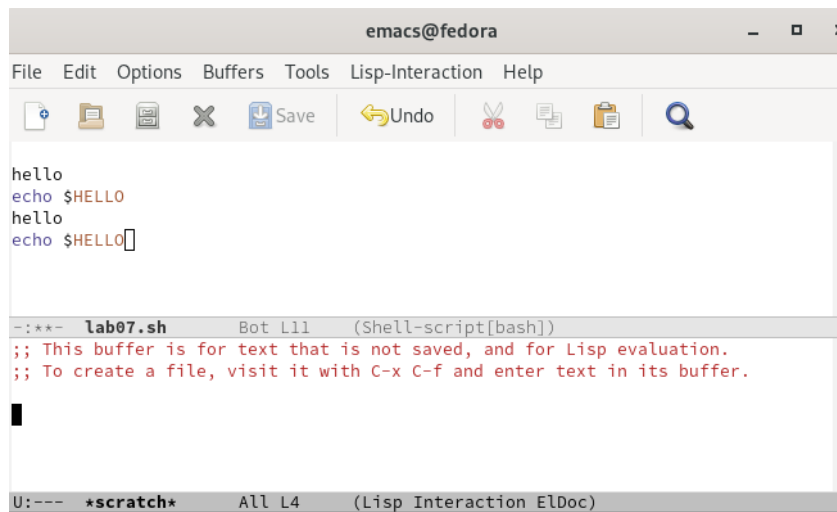 emacs@fedora
File Edit Options Buffers Tools Lisp-Interaction Help
Save Undo
hello
echo $HELLO
hello
echo $HELLO
-:**- lab07.sh Bot L11 (Shell-script[bash])
;; This buffer is for text that is not saved, and for Lisp evaluation.
;; To create a file, visit it with C-x C-f and enter text in its buffer.
U:--- *scratch* All L4 (Lisp Interaction ElDoc)